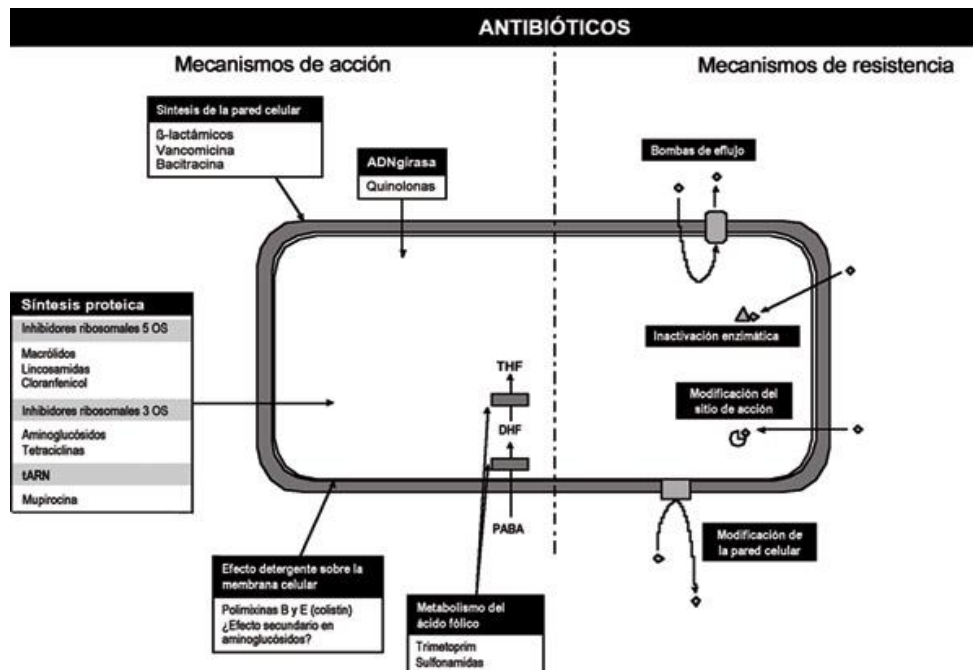 ANTIBIÓTICOS
Mecanismos de acción
Mecanismos de resistencia
Síntesis de la pared celular
ß-lactámicos
Vancomicina
Bacitracina
ADNgirasa
Quinolonas
Bombas de eflujo
Síntesis proteica
Inhibidores ribosomales 5 OS
Macrólidos
Lincosamidas
Cloranfenicol
Inhibidores ribosomales 3 OS
Aminoglucósidos
Tetraciclinas
tARN
Mupirocina
Inactivación enzimática
THF
DHF
PABA
Modificación del
sitio de acción
Modificación de
la pared celular
Efecto detergente sobre la
membrana celular
Polimixinas B y E (colistín)
¿Efecto secundario en
aminoglucósidos?
Metabolismo del
ácido fólico
Trimetoprim
Sulfonamidas